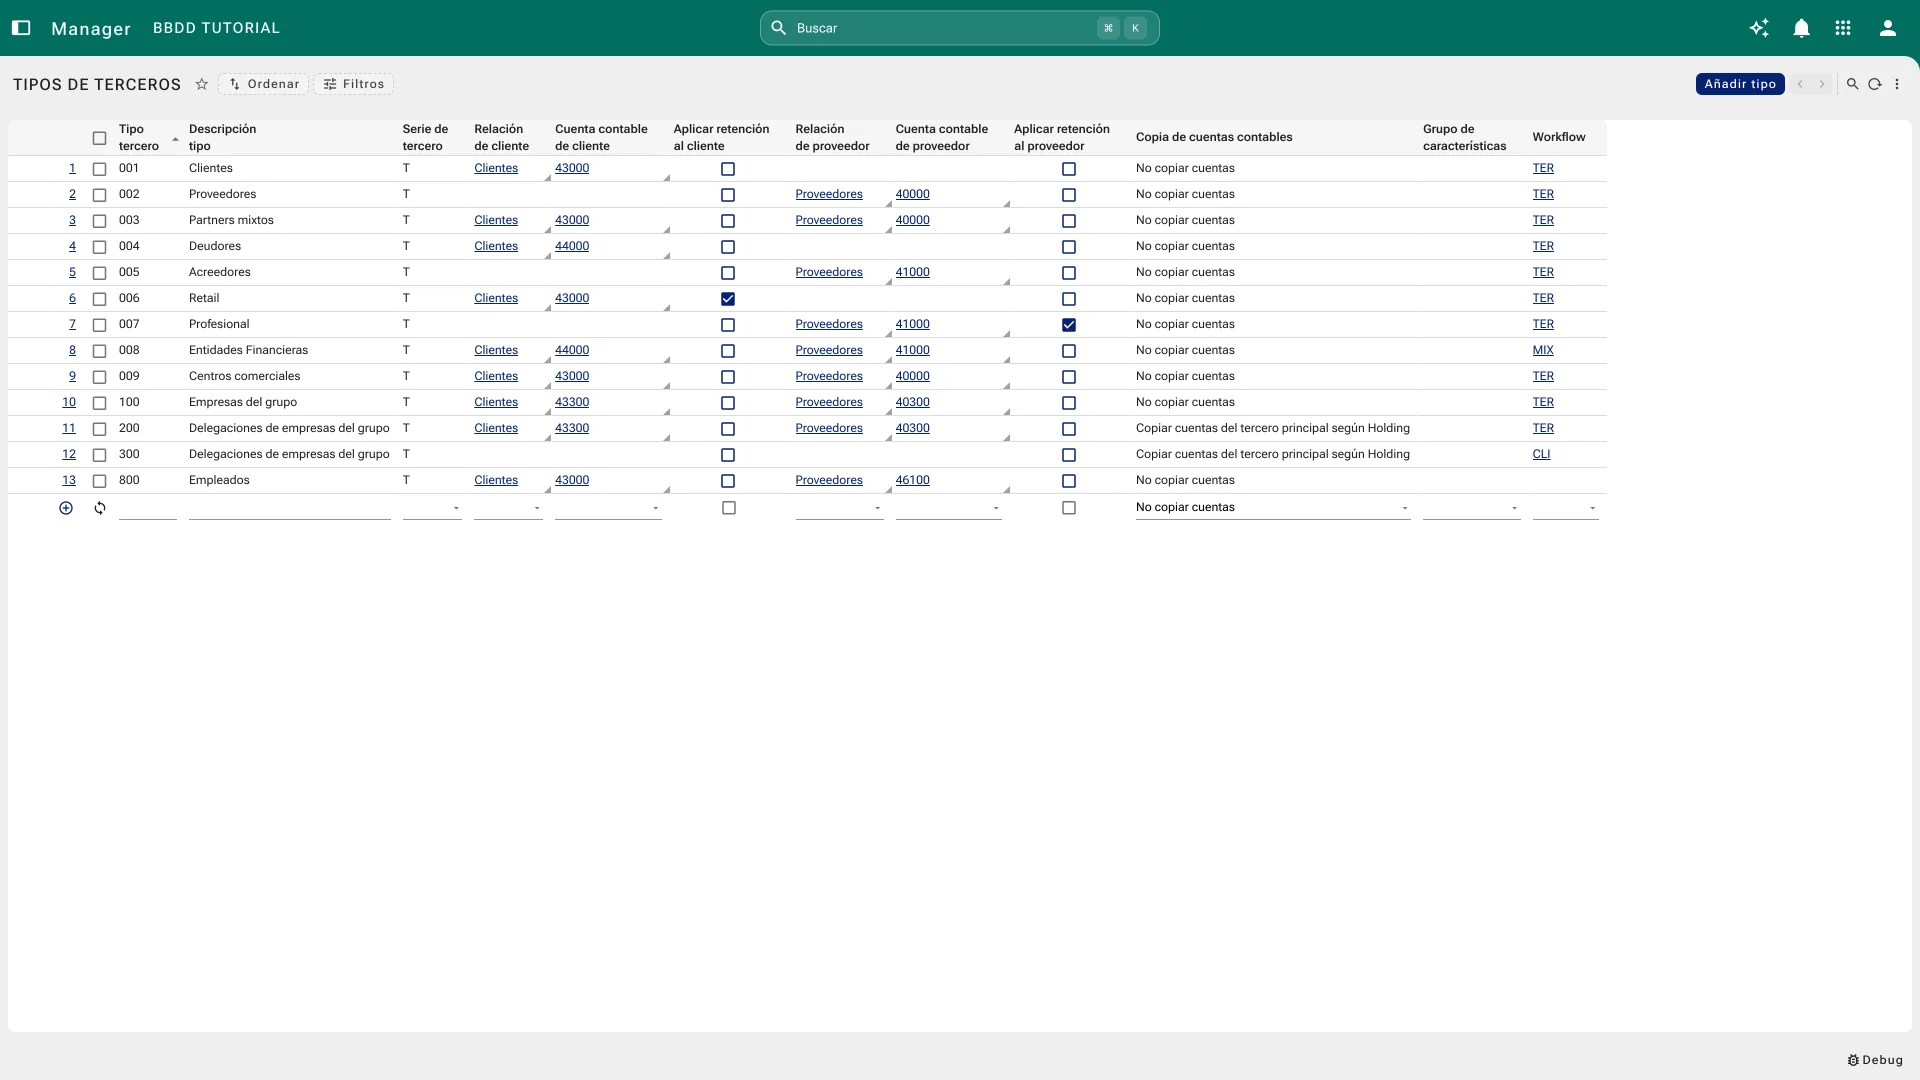 Manager BBDD TUTORIAL Buscar ⌘ K
TIPOS DE TERCEROS Ordenar Filtros Añadir tipo
Tipo tercero Descripción tipo Serie de tercero Relación de cliente Cuenta contable de cliente Aplicar retención al cliente Relación de proveedor Cuenta contable de proveedor Aplicar retención al proveedor Copia de cuentas contables Grupo de características Workflow
1 001 Clientes T Clientes 43000 No copiar cuentas TER
2 002 Proveedores T Proveedores 40000 No copiar cuentas TER
3 003 Partners mixtos T Clientes 43000 Proveedores 40000 No copiar cuentas TER
4 004 Deudores T Clientes 44000 No copiar cuentas TER
5 005 Acreedores T Proveedores 41000 No copiar cuentas TER
6 006 Retail T Clientes 43000 No copiar cuentas TER
7 007 Profesional T Proveedores 41000 No copiar cuentas TER
8 008 Entidades Financieras T Clientes 44000 Proveedores 41000 No copiar cuentas MIX
9 009 Centros comerciales T Clientes 43000 Proveedores 40000 No copiar cuentas TER
10 100 Empresas del grupo T Clientes 43300 Proveedores 40300 No copiar cuentas TER
11 200 Delegaciones de empresas del grupo T Clientes 43300 Proveedores 40300 Copiar cuentas del tercero principal según Holding TER
12 300 Delegaciones de empresas del grupo T Copiar cuentas del tercero principal según Holding CLI
13 800 Empleados T Clientes 43000 Proveedores 46100 No copiar cuentas
No copiar cuentas
Debug